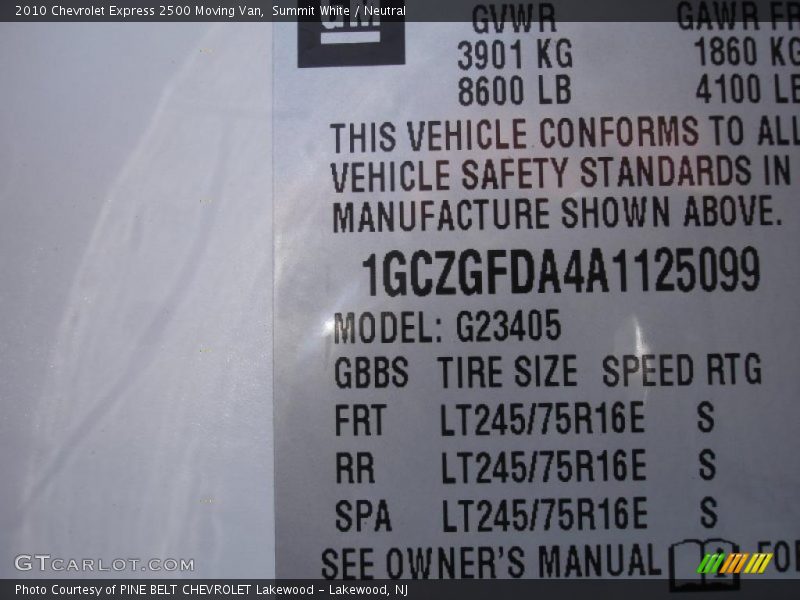 2010 Chevrolet Express 2500 Moving Van,  Summit White / Neutral
GM GVWR GAWR FR
3901 KG 1860 KG
8600 LB 4100 LB
THIS VEHICLE CONFORMS TO ALL
VEHICLE SAFETY STANDARDS IN
MANUFACTURE SHOWN ABOVE.
1GCZGFDA4A1125099
MODEL: G23405
GBBS TIRE SIZE SPEED RTG
FRT LT245/75R16E S
RR LT245/75R16E S
SPA LT245/75R16E S
SEE OWNER'S MANUAL FOR
GTCARLOT.COM
Photo Courtesy of PINE BELT CHEVROLET Lakewood - Lakewood, NJ